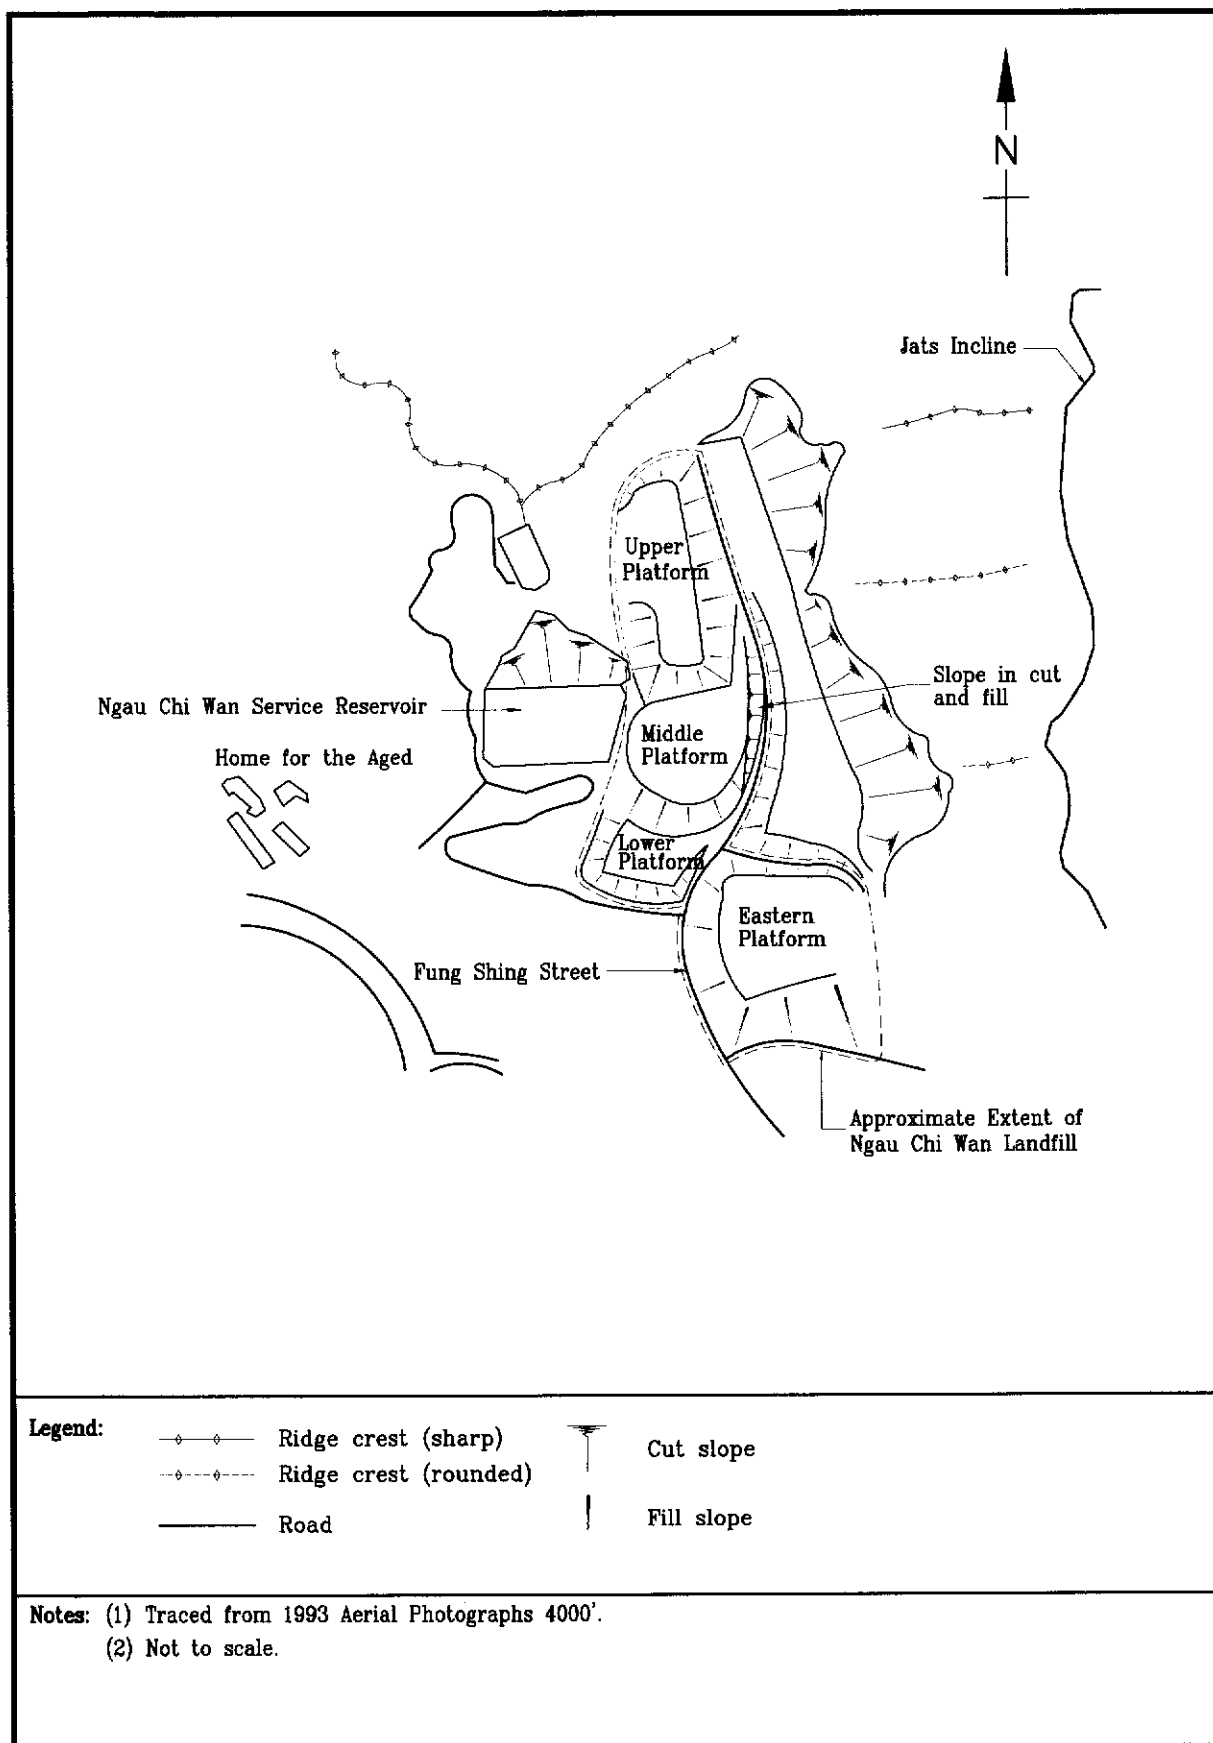 N
Jats Incline
Upper
Platform
Slope in cut
and fill
Ngau Chi Wan Service Reservoir
Middle
Platform
Home for the Aged
Lower
Platform
Eastern
Platform
Fung Shing Street
Approximate Extent of
Ngau Chi Wan Landfill
Legend:
Ridge crest (sharp)
Cut slope
Ridge crest (rounded)
Road
Fill slope
Notes: (1) Traced from 1993 Aerial Photographs 4000'.
(2) Not to scale.